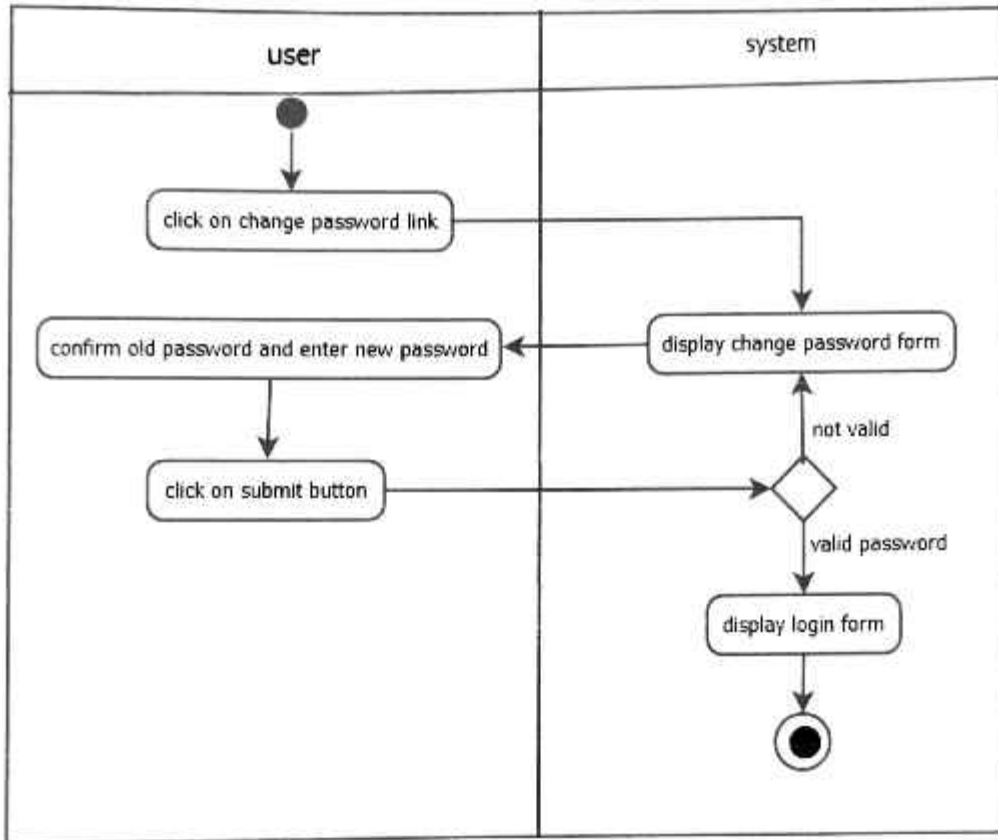 user
system
click on change password link
display change password form
confirm old password and enter new password
not valid
click on submit button
valid password
display login form